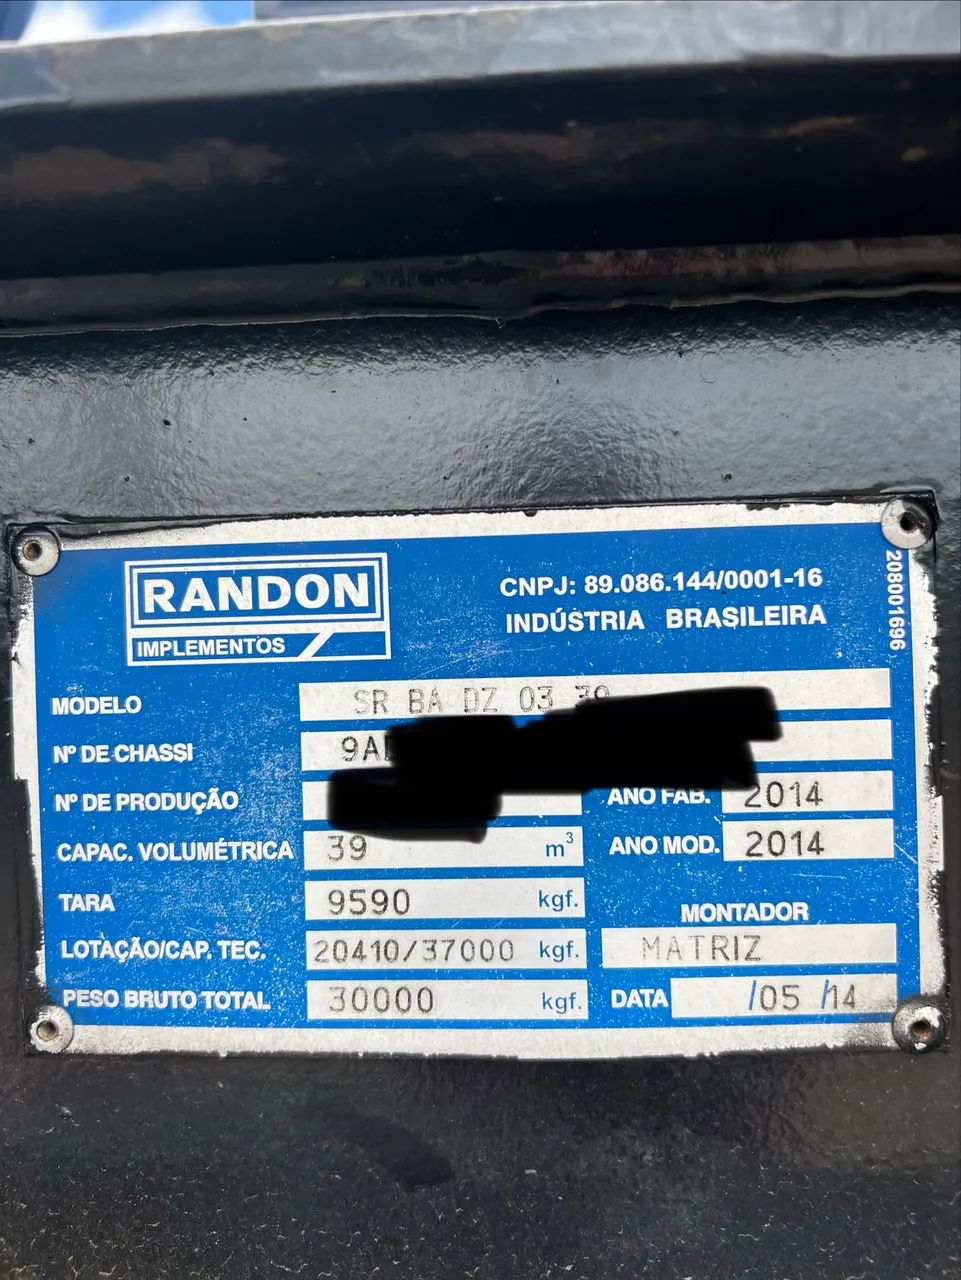 RANDON
IMPLEMENTOS
CNPJ: 89.086.144/0001-16
INDÚSTRIA BRASILEIRA
208001696
MODELO SR BA DZ 03 39
Nº DE CHASSI 9A
Nº DE PRODUÇÃO ANO FAB. 2014
CAPAC. VOLUMÉTRICA 39 m³ ANO MOD. 2014
TARA 9590 kgf. MONTADOR
LOTAÇÃO/CAP. TEC. 20410/37000 kgf. MATRIZ
PESO BRUTO TOTAL 30000 kgf. DATA /05 /14